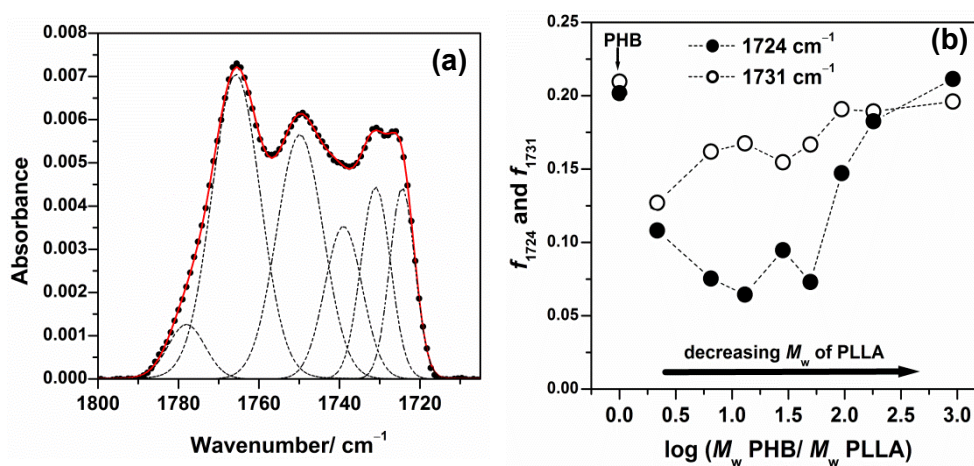 (a)
0.008
0.007
0.006
0.005
0.004
0.003
0.002
0.001
0.000
Absorbance
1800 1780 1760 1740 1720
Wavenumber/ cm⁻¹
(b)
PHB
1724 cm⁻¹
1731 cm⁻¹
0.25
0.20
0.15
0.10
0.05
0.00
f₁₇₂₄ and f₁₇₃₁
decreasing Mw of PLLA
0.0 0.5 1.0 1.5 2.0 2.5 3.0
log (Mw PHB/ Mw PLLA)